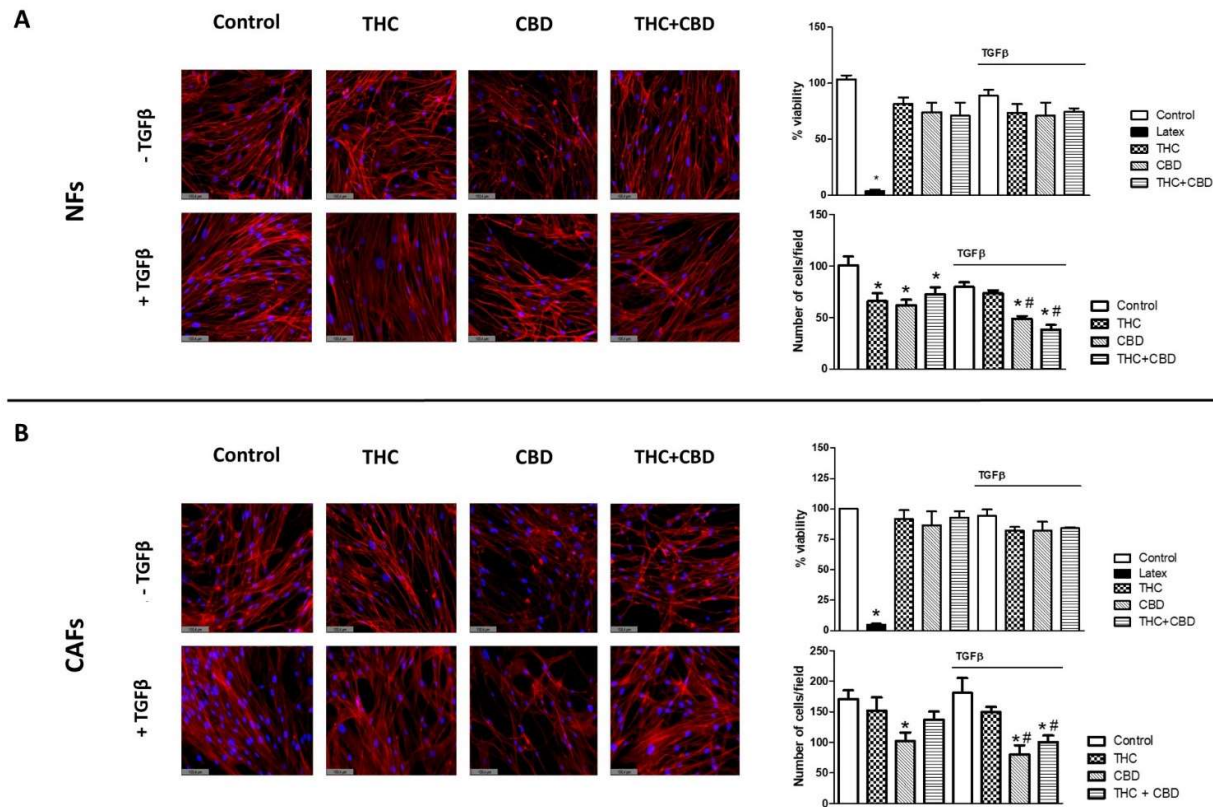 A
Control THC CBD THC+CBD
NFs
- TGFβ
+ TGFβ
% viability
150
100
50
0
TGFβ
*
Control
Latex
THC
CBD
THC+CBD
Number of cells/field
150
100
50
0
TGFβ
* * * * # * #
Control
THC
CBD
THC+CBD
B
Control THC CBD THC+CBD
CAFs
- TGFβ
+ TGFβ
% viability
150
125
100
75
50
25
0
TGFβ
*
Control
Latex
THC
CBD
THC+CBD
Number of cells/field
250
200
150
100
50
0
TGFβ
* * # * #
Control
THC
CBD
THC + CBD